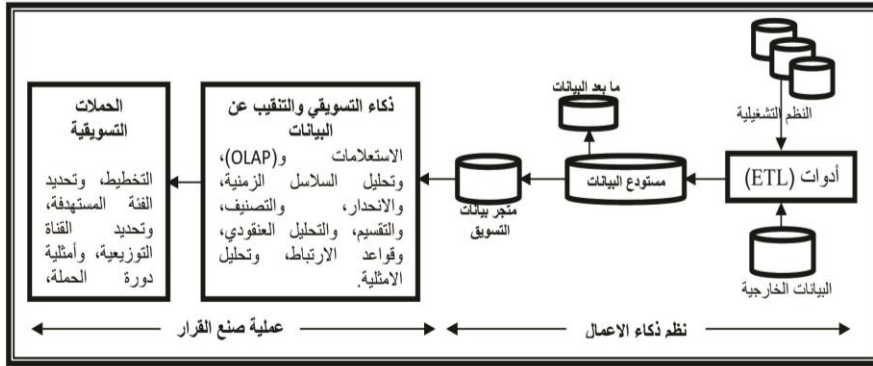 النظم التشغيلية
أدوات (ETL)
البيانات الخارجية
ما بعد البيانات
مستودع البيانات
متجر بيانات
التسويق
ذكاء التسويقي والتنقيب عن
البيانات
الاستعلامات و(OLAP)،
وتحليل السلاسل الزمنية،
والانحدار، والتصنيف،
والتقسيم، والتحليل العنقودي،
وقواعد الارتباط، وتحليل
الامثلية.
الحملات
التسويقية
التخطيط، وتحديد
الفئة المستهدفة،
وتحديد القناة
التوزيعية، وأمثلية
دورة الحملة،
نظم ذكاء الاعمال
عملية صنع القرار